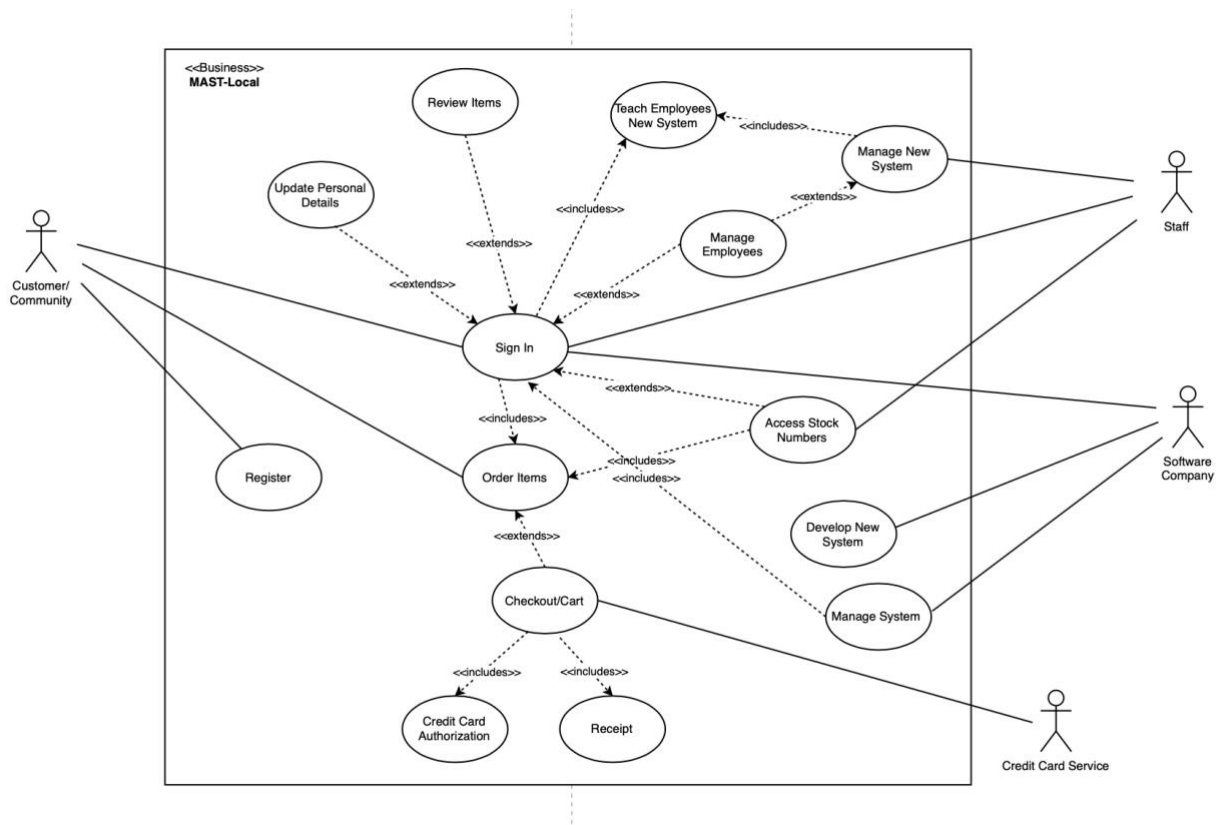 <<Business>>
MAST-Local
Review Items
Teach Employees
New System
<<includes>>
Manage New
System
Update Personal
Details
<<includes>>
<<extends>>
Staff
Customer/
Community
<<extends>>
Manage
Employees
<<extends>>
<<extends>>
Sign In
<<extends>>
<<includes>>
Access Stock
Numbers
<<includes>>
<<includes>>
Software
Company
Register
Order Items
Develop New
System
<<extends>>
Checkout/Cart
Manage System
<<includes>>
<<includes>>
Credit Card
Authorization
Receipt
Credit Card Service